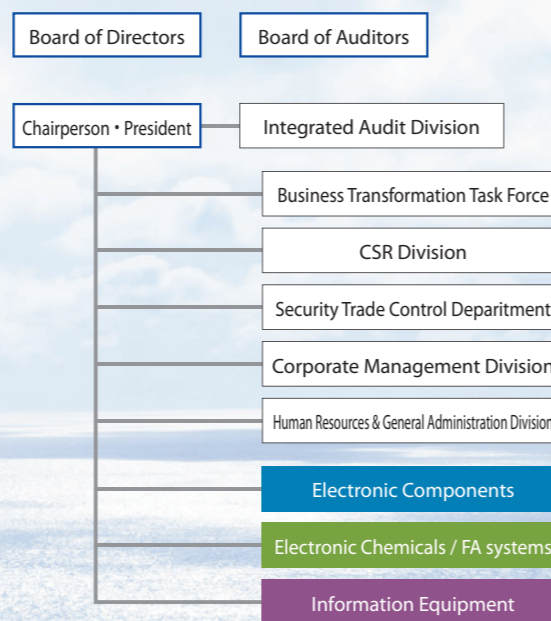 Board of Directors
Board of Auditors
Chairperson・President
Integrated Audit Division
Business Transformation Task Force
CSR Division
Security Trade Control Deparitment
Corporate Management Division
Human Resources & General Administration Division
Electronic Components
Electronic Chemicals / FA systems
Information Equipment